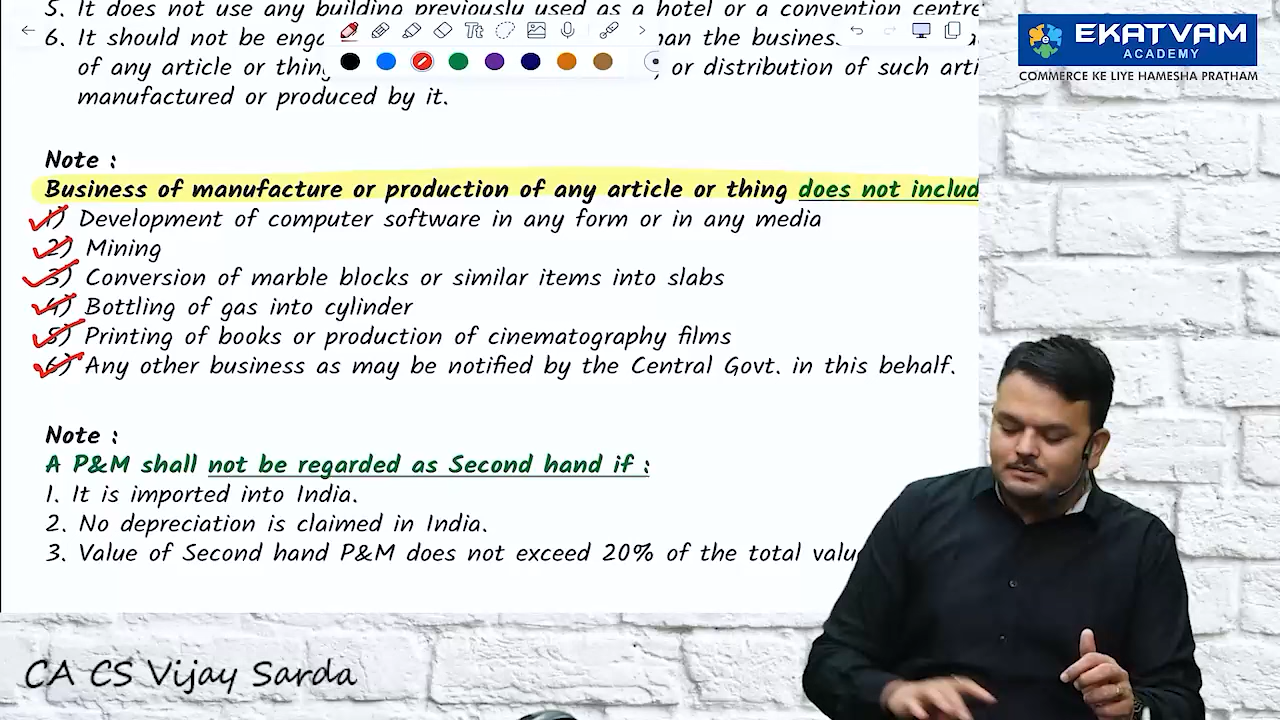 5. It does not use any building previously used as a hotel or a convention centre
6. It should not be than the business
of any article or thing, or distribution of such arti
manufactured or produced by it.
Note :
Business of manufacture or production of any article or thing does not includ
1) Development of computer software in any form or in any media
2) Mining
3) Conversion of marble blocks or similar items into slabs
4) Bottling of gas into cylinder
5) Printing of books or production of cinematography films
6) Any other business as may be notified by the Central Govt. in this behalf.
Note :
A P&M shall not be regarded as Second hand if :
1. It is imported into India.
2. No depreciation is claimed in India.
3. Value of Second hand P&M does not exceed 20% of the total valu
Tt
EKATVAM
ACADEMY
COMMERCE KE LIYE HAMESHA PRATHAM
CA CS Vijay Sarda